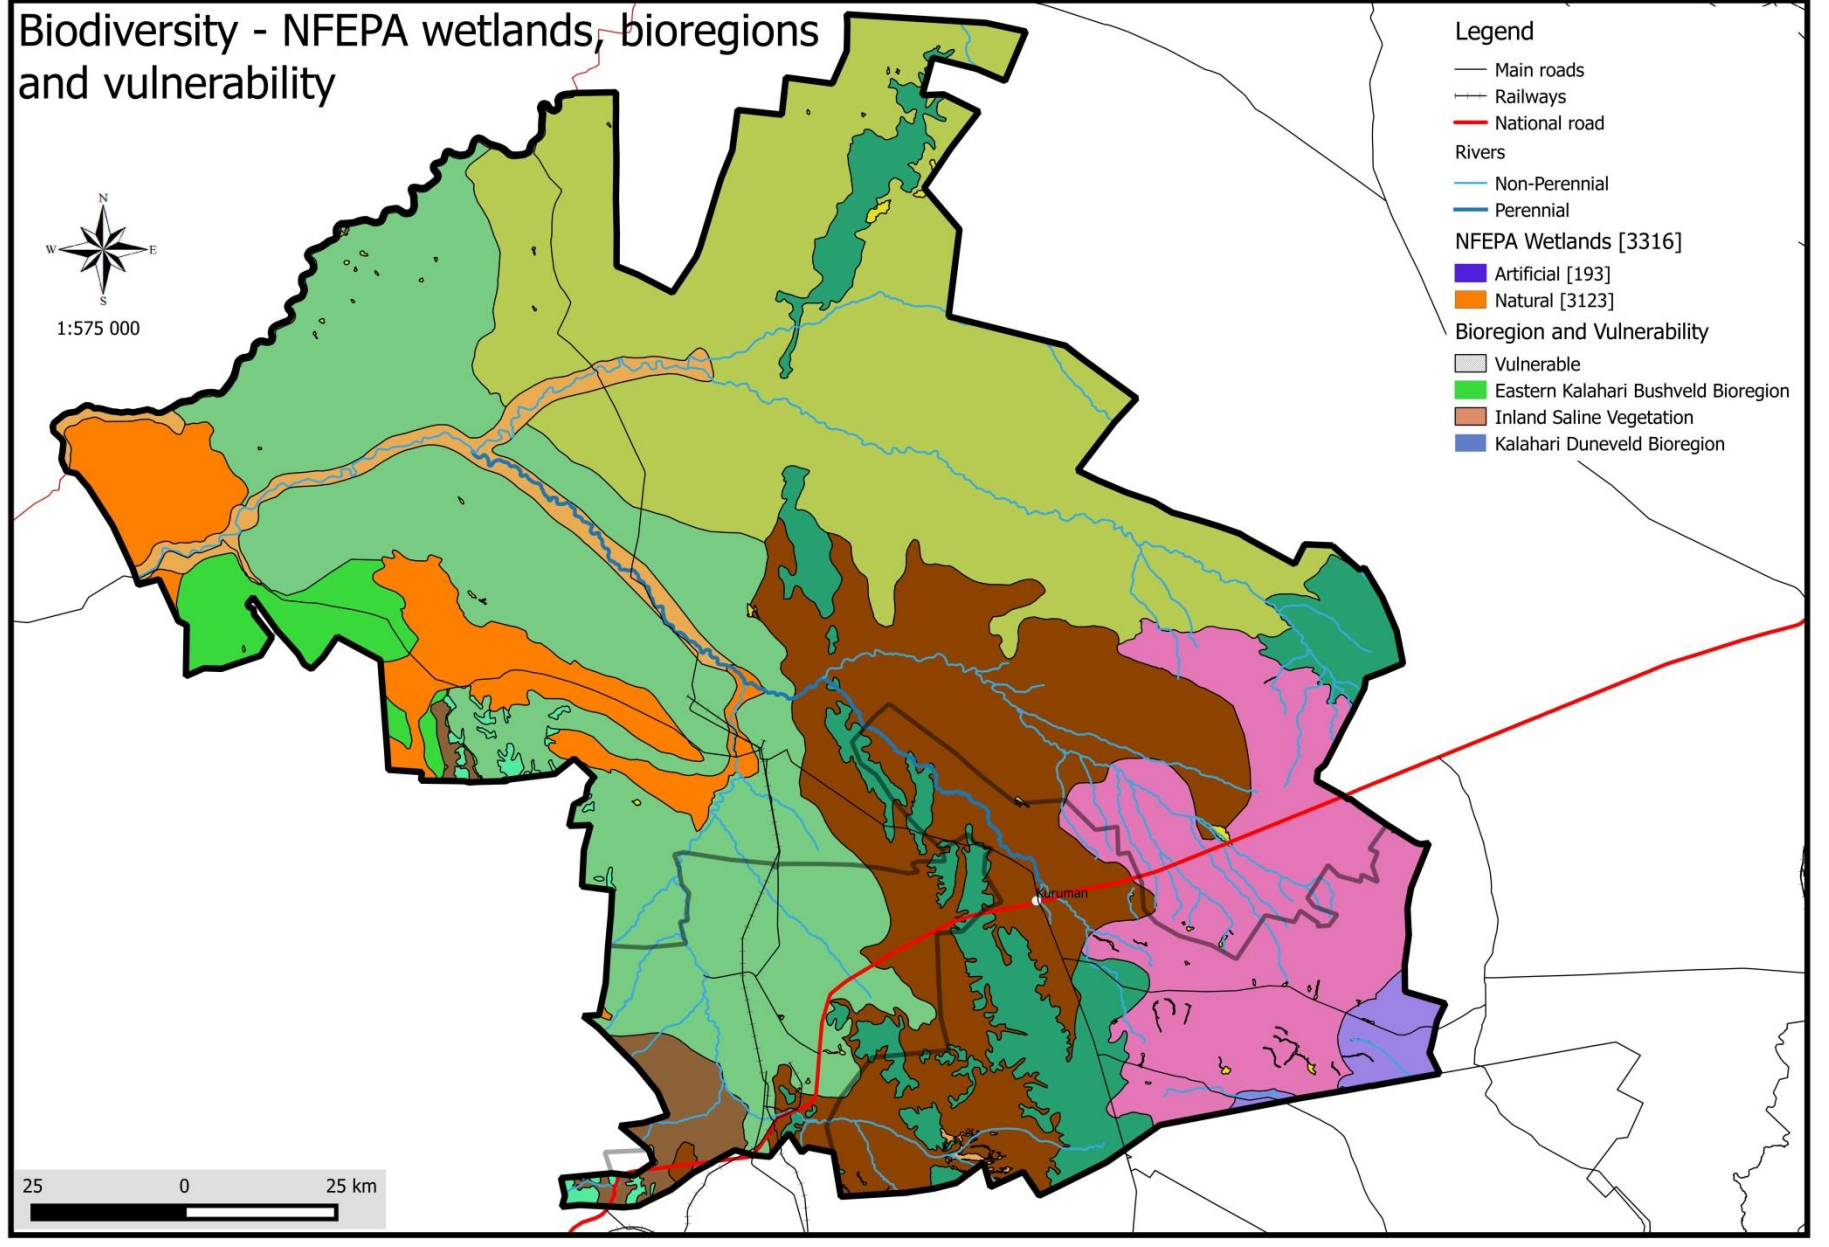 Biodiversity - NFEPA wetlands, bioregions
and vulnerability
N
W
E
S
1:575 000
Legend
Main roads
Railways
National road
Rivers
Non-Perennial
Perennial
NFEPA Wetlands [3316]
Artificial [193]
Natural [3123]
Bioregion and Vulnerability
Vulnerable
Eastern Kalahari Bushveld Bioregion
Inland Saline Vegetation
Kalahari Duneveld Bioregion
Kuruman
25 0 25 km